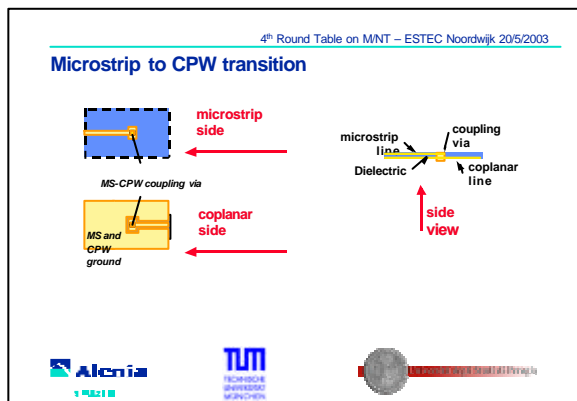 4th Round Table on M/NT – ESTEC Noordwijk 20/5/2003
Microstrip to CPW transition
microstrip
side
MS-CPW coupling via
coplanar
side
MS and
CPW
ground
microstrip
line
coupling
via
Dielectric
coplanar
line
side
view
Alenia
TUM
TECHNISCHE
UNIVERSITÄT
MÜNCHEN